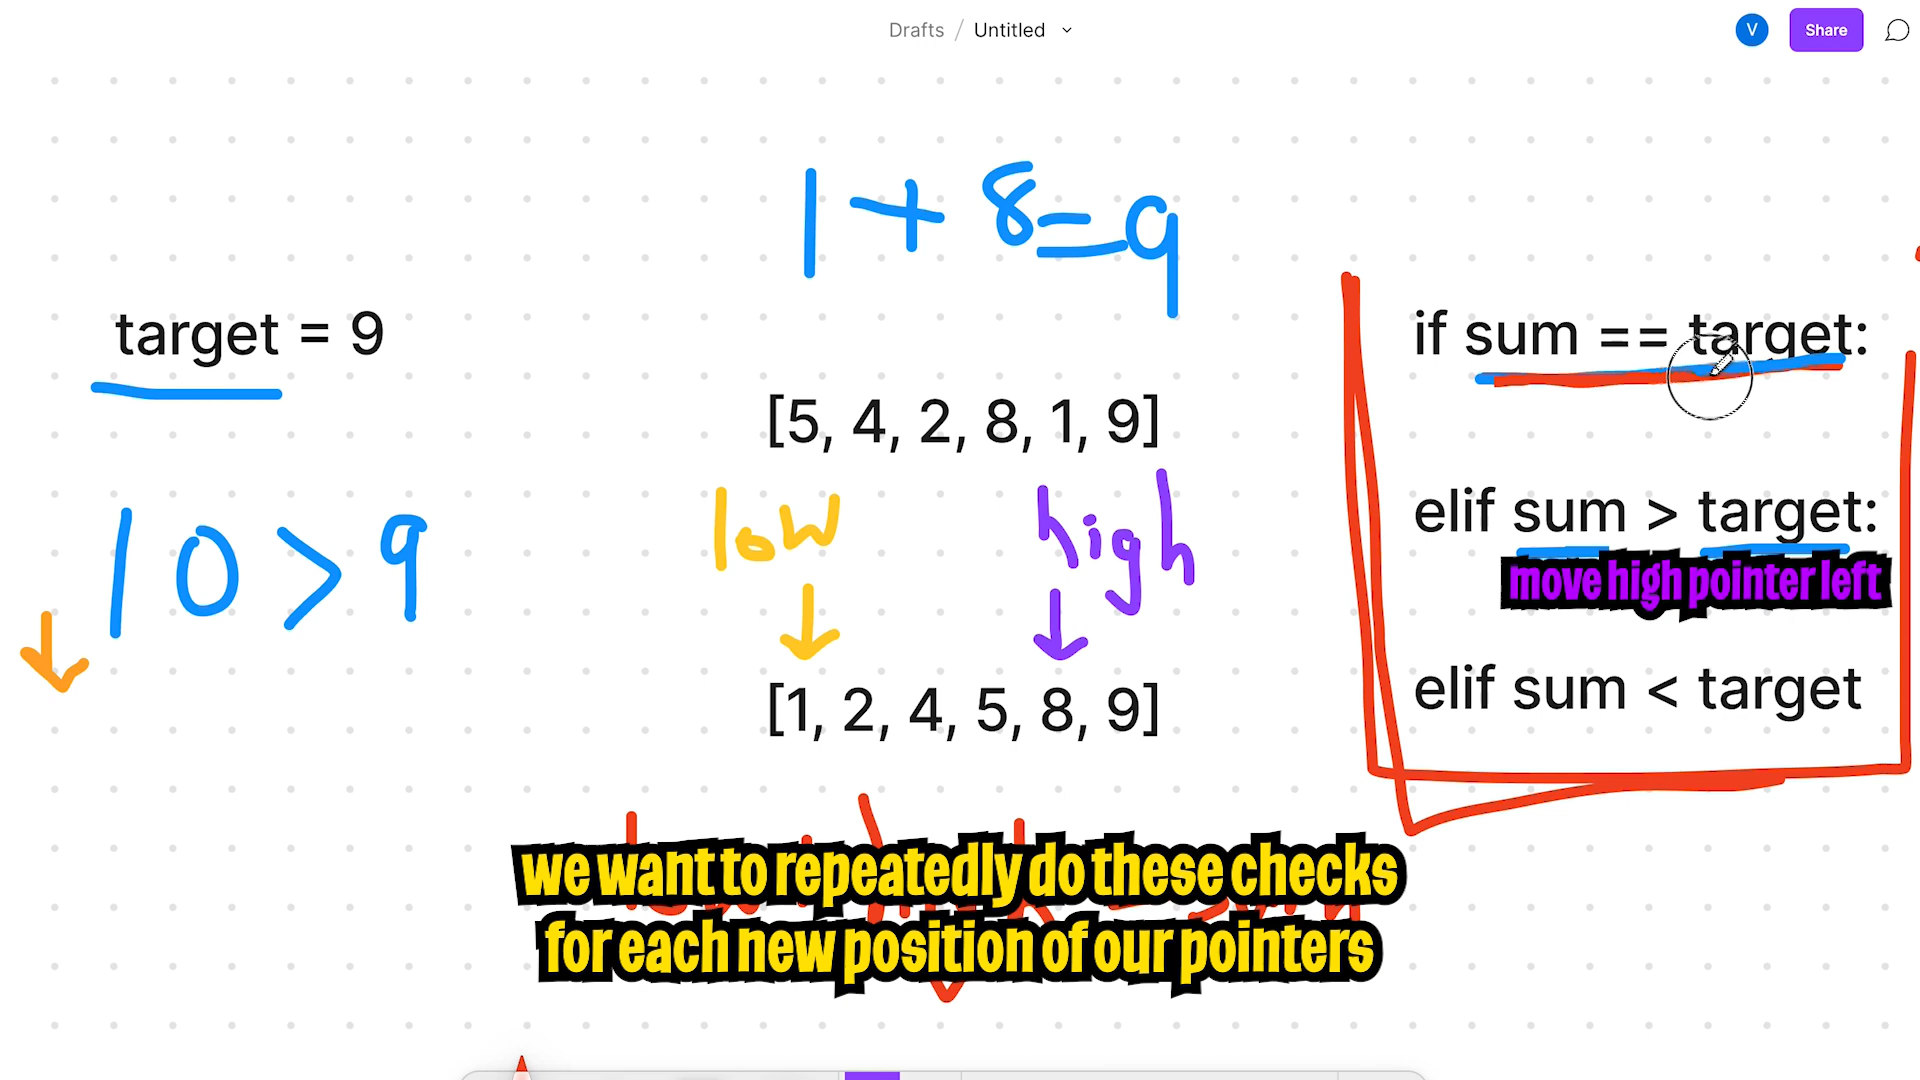 Drafts / Untitled
V
Share
1 + 8 = 9
target = 9
if sum == target:
[5, 4, 2, 8, 1, 9]
10 > 9
low
high
elif sum > target:
move high pointer left
[1, 2, 4, 5, 8, 9]
elif sum < target
we want to repeatedly do these checks
for each new position of our pointers